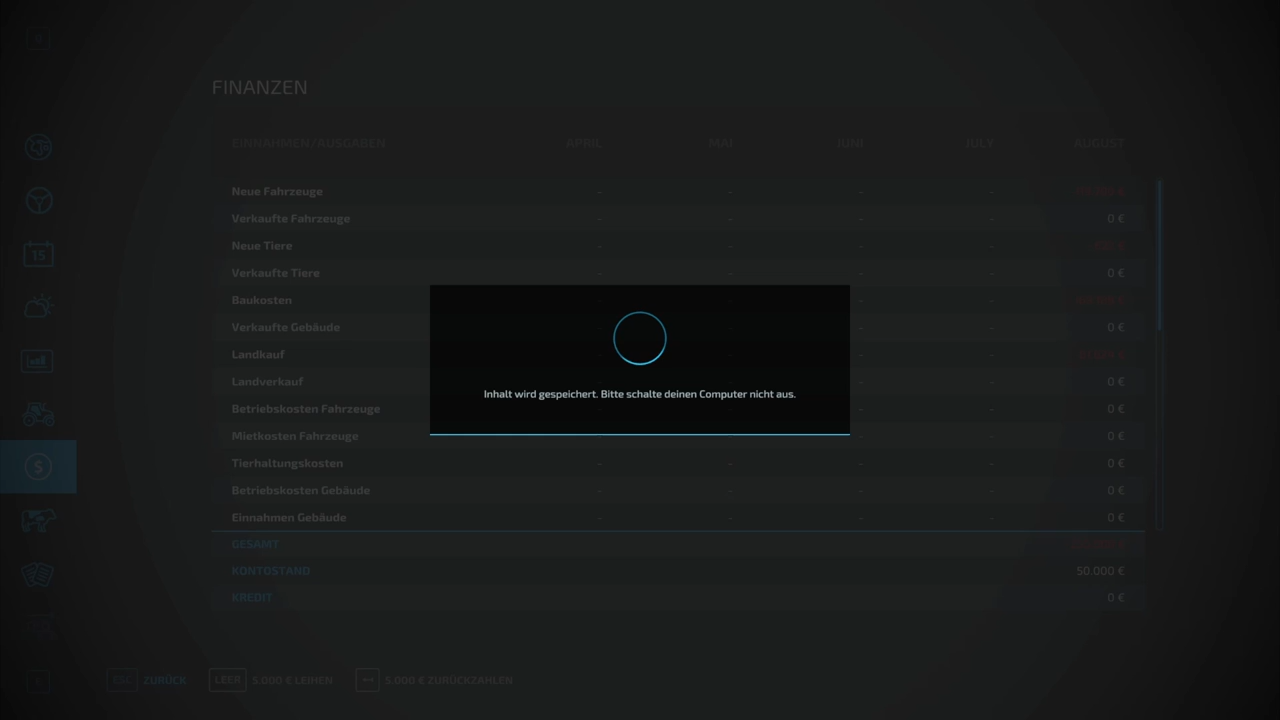 FINANZEN
EINNAHMEN/AUSGABEN APRIL MAI JUNI JULY AUGUST
Neue Fahrzeuge - - - -
Verkaufte Fahrzeuge - - - - 0 €
Neue Tiere - - - -
Verkaufte Tiere - - - - 0 €
Baukosten -
Verkaufte Gebäude - - 0 €
Landkauf - -
Landverkauf - 0 €
Betriebskosten Fahrzeuge - - 0 €
Mietkosten Fahrzeuge - - 0 €
Tierhaltungskosten - - - - 0 €
Betriebskosten Gebäude - - - - 0 €
Einnahmen Gebäude - - - - 0 €
GESAMT
KONTOSTAND 50.000 €
KREDIT 0 €
Inhalt wird gespeichert. Bitte schalte deinen Computer nicht aus.
15
$
ESC ZURÜCK LEER 5.000 € LEIHEN 5.000 € ZURÜCKZAHLEN